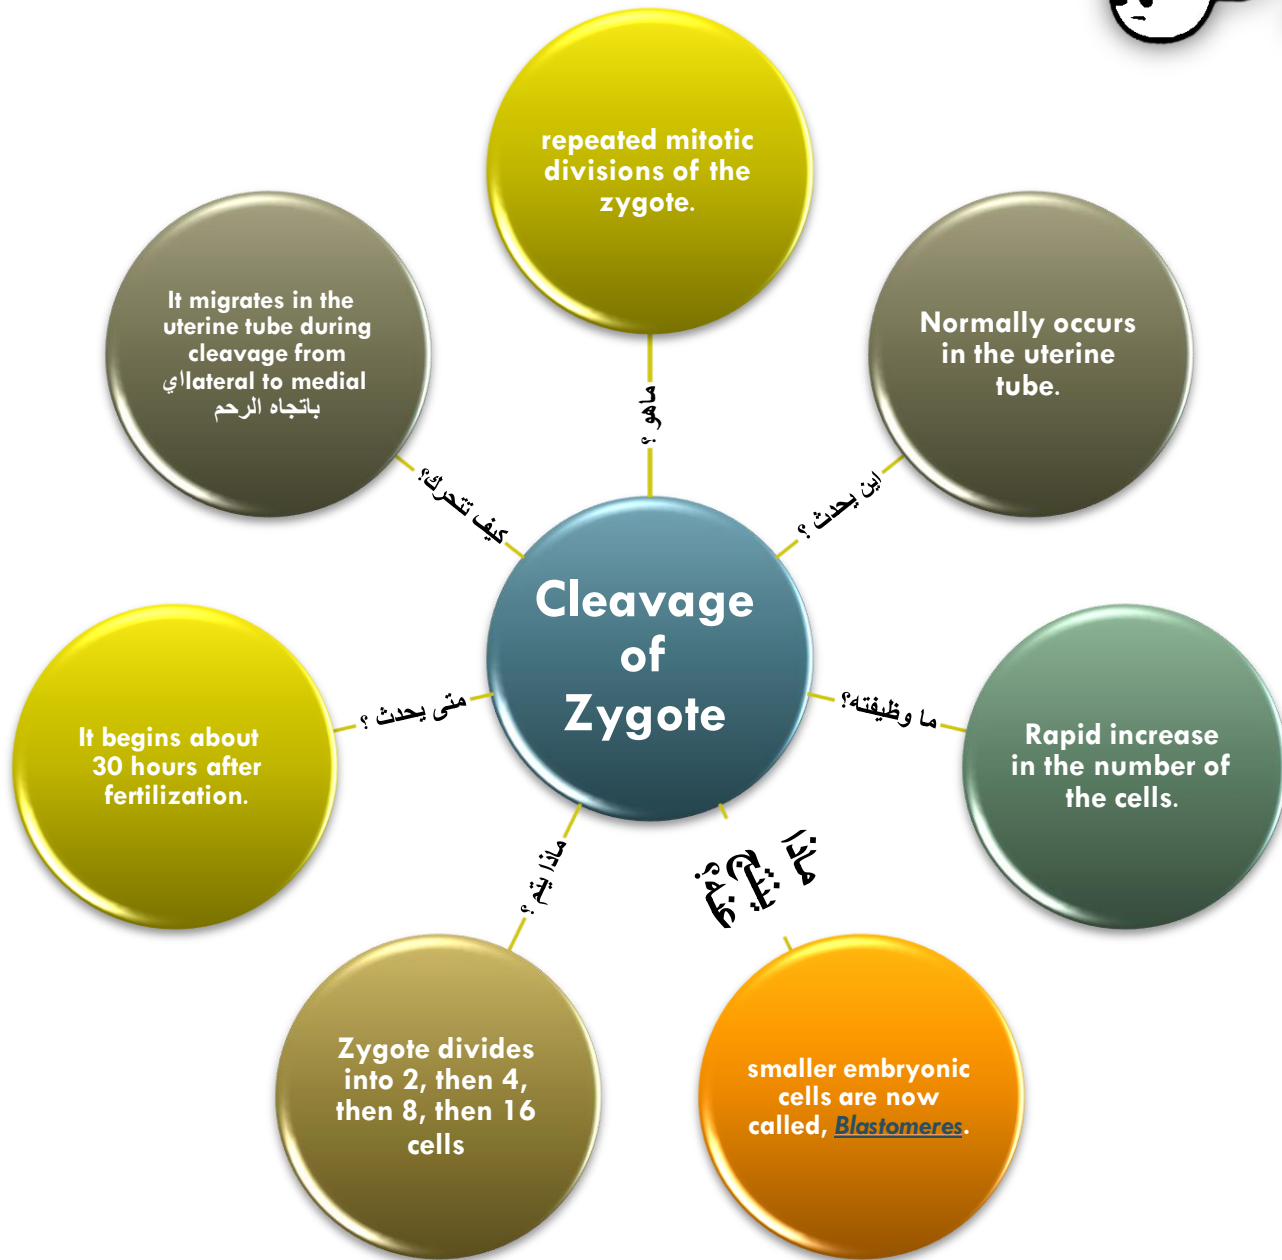 repeated mitotic
divisions of the
zygote.
ماهو ؟
Normally occurs
in the uterine
tube.
اين يحدث ؟
Rapid increase
in the number of
the cells.
ما وظيفته؟
smaller embryonic
cells are now
called, Blastomeres.
ماذا
ينتج
Zygote divides
into 2, then 4,
then 8, then 16
cells
ماذا يتم ؟
It begins about
30 hours after
fertilization.
متى يحدث ؟
It migrates in the
uterine tube during
cleavage from
ايlateral to medial
باتجاه الرحم
كيف تتحرك؟
Cleavage
of
Zygote